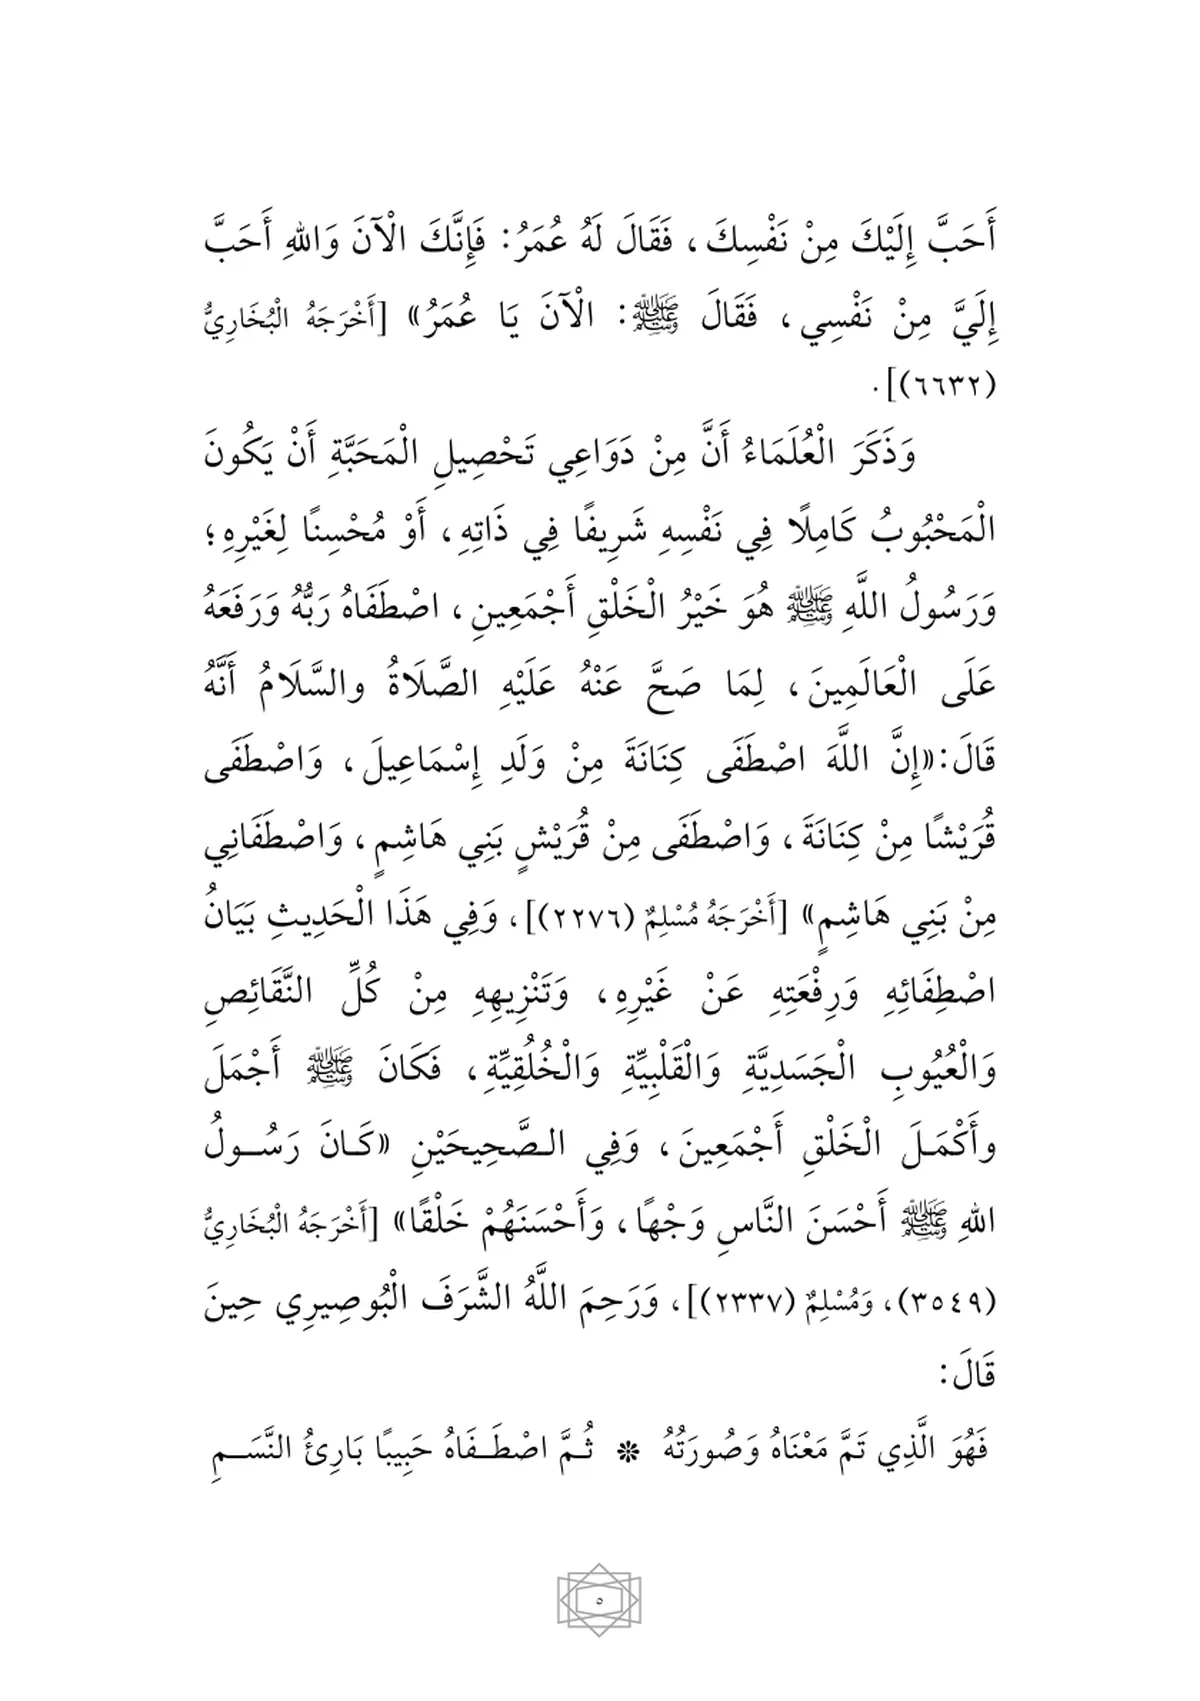 أَحَبَّ إِلَيْكَ مِنْ نَفْسِكَ، فَقَالَ لَهُ عُمَرُ: فَإِنَّكَ الْآنَ وَاللهِ أَحَبَّ
إِلَيَّ مِنْ نَفْسِي، فَقَالَ ﷺ: الْآنَ يَا عُمَرُ» [أَخْرَجَهُ الْبُخَارِيُّ
(٦٦٣٢)].
وَذَكَرَ الْعُلَمَاءُ أَنَّ مِنْ دَوَاعِي تَحْصِيلِ الْمَحَبَّةِ أَنْ يَكُونَ
الْمَحْبُوبُ كَامِلًا فِي نَفْسِهِ شَرِيفًا فِي ذَاتِهِ، أَوْ مُحْسِنًا لِغَيْرِهِ؛
وَرَسُولُ اللَّهِ ﷺ هُوَ خَيْرُ الْخَلْقِ أَجْمَعِينِ، اصْطَفَاهُ رَبُّهُ وَرَفَعَهُ
عَلَى الْعَالَمِينَ، لِمَا صَحَّ عَنْهُ عَلَيْهِ الصَّلَاةُ والسَّلَامُ أَنَّهُ
قَالَ:«إِنَّ اللَّهَ اصْطَفَى كِنَانَةَ مِنْ وَلَدِ إِسْمَاعِيلَ، وَاصْطَفَى
قُرَيْشًا مِنْ كِنَانَةَ، وَاصْطَفَى مِنْ قُرَيْشٍ بَنِي هَاشِمٍ، وَاصْطَفَانِي
مِنْ بَنِي هَاشِمٍ» [أَخْرَجَهُ مُسْلِمٌ (٢٢٧٦)]، وَفِي هَذَا الْحَدِيثِ بَيَانُ
اصْطِفَائِهِ وَرِفْعَتِهِ عَنْ غَيْرِهِ، وَتَنْزِيهِهِ مِنْ كُلِّ النَّقَائِصِ
وَالْعُيُوبِ الْجَسَدِيَّةِ وَالْقَلْبِيِّةِ وَالْخُلُقِيِّةِ، فَكَانَ ﷺ أَجْمَلَ
وأَكْمَلَ الْخَلْقِ أَجْمَعِينَ، وَفِي الصَّحِيحَيْنِ «كَانَ رَسُولُ
اللهِ ﷺ أَحْسَنَ النَّاسِ وَجْهًا، وَأَحْسَنَهُمْ خَلْقًا» [أَخْرَجَهُ الْبُخَارِيُّ
(٣٥٤٩)، وَمُسْلِمٌ (٢٣٣٧)]، وَرَحِمَ اللَّهُ الشَّرَفَ الْبُوصِيرِي حِينَ
قَالَ:
فَهُوَ الَّذِي تَمَّ مَعْنَاهُ وَصُورَتُهُ ❋ ثُمَّ اصْطَفَاهُ حَبِيبًا بَارِئُ النَّسَمِ
٥